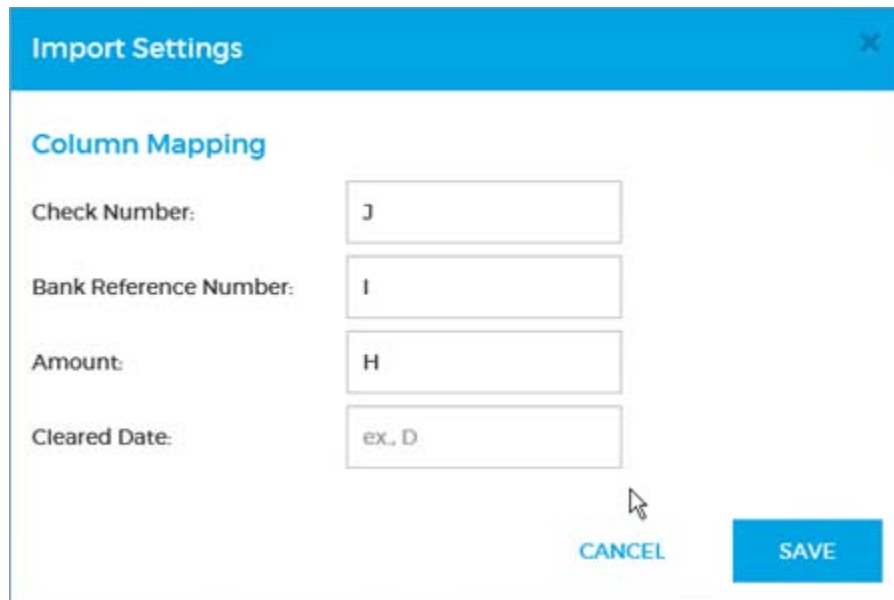 Import Settings
Column Mapping
Check Number: J
Bank Reference Number: I
Amount: H
Cleared Date: ex., D
CANCEL SAVE